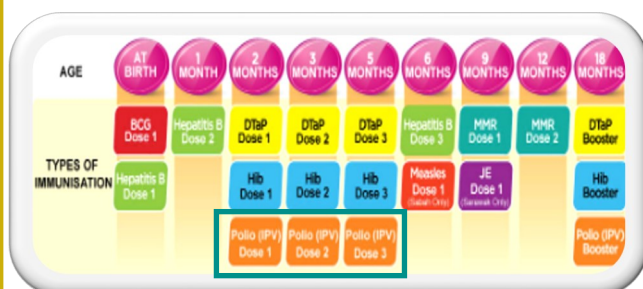 AGE
AT
BIRTH
1
MONTH
2
MONTHS
3
MONTHS
5
MONTHS
6
MONTHS
9
MONTHS
12
MONTHS
18
MONTHS
TYPES OF
IMMUNISATION
BCG
Dose 1
Hepatitis B
Dose 2
DTaP
Dose 1
DTaP
Dose 2
DTaP
Dose 3
Hepatitis B
Dose 3
MMR
Dose 1
MMR
Dose 2
DTaP
Booster
Hepatitis B
Dose 1
Hib
Dose 1
Hib
Dose 2
Hib
Dose 3
Measles
Dose 1
(Sabah Only)
JE
Dose 1
(Sarawak Only)
Hib
Booster
Polio (IPV)
Dose 1
Polio (IPV)
Dose 2
Polio (IPV)
Dose 3
Polio (IPV)
Booster